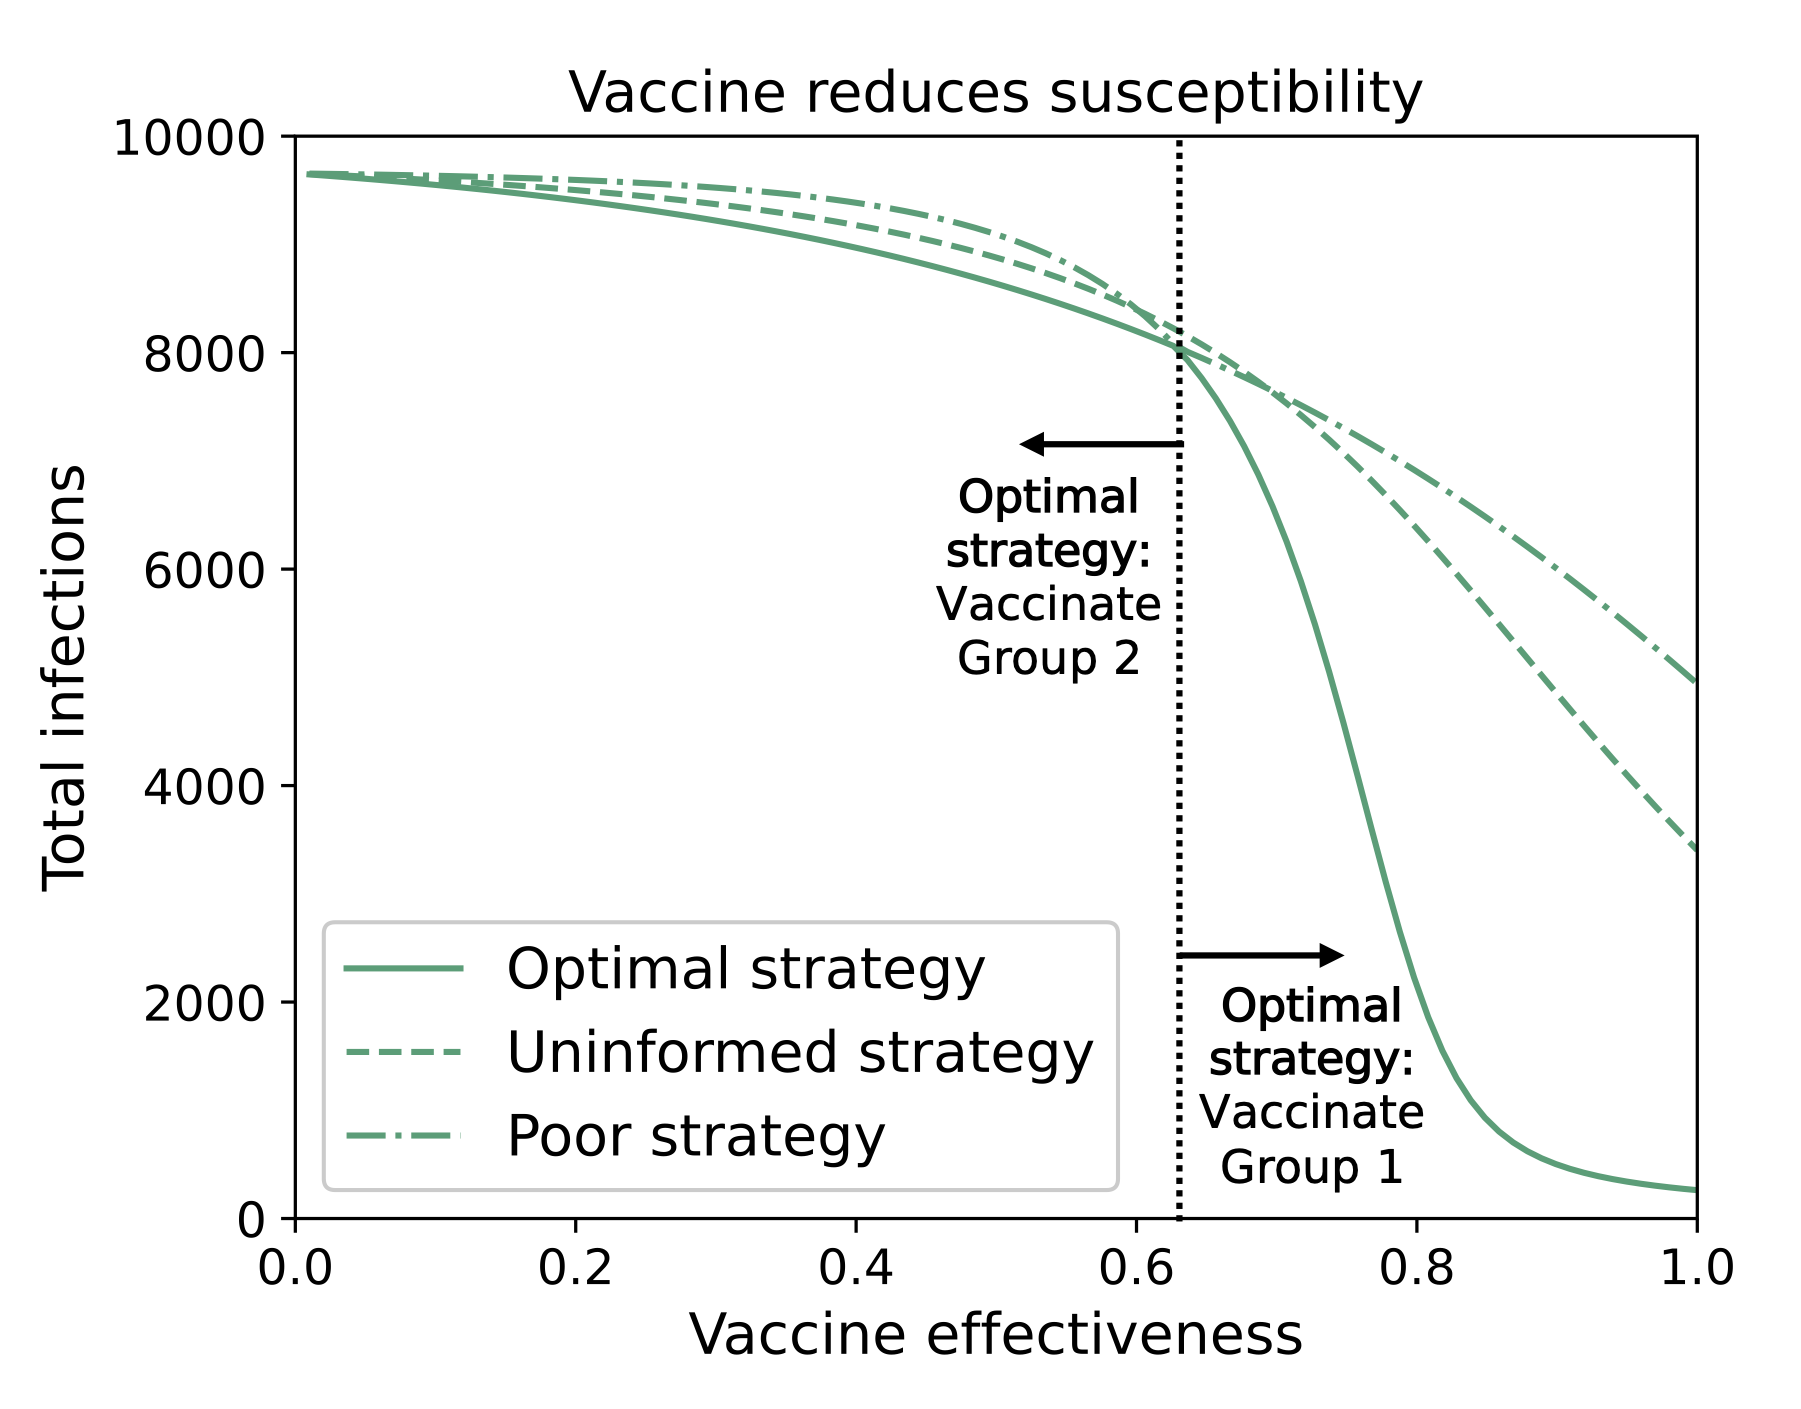 Vaccine reduces susceptibility
10000
8000
6000
4000
2000
0
Total infections
Optimal
strategy:
Vaccinate
Group 2
Optimal
strategy:
Vaccinate
Group 1
Optimal strategy
Uninformed strategy
Poor strategy
0.0 0.2 0.4 0.6 0.8 1.0
Vaccine effectiveness